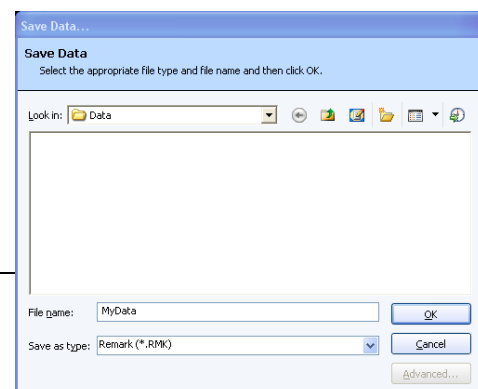 Save Data...
Save Data
Select the appropriate file type and file name and then click OK.
Look in: Data
File name: MyData OK
Save as type: Remark (*.RMK) Cancel
Advanced...